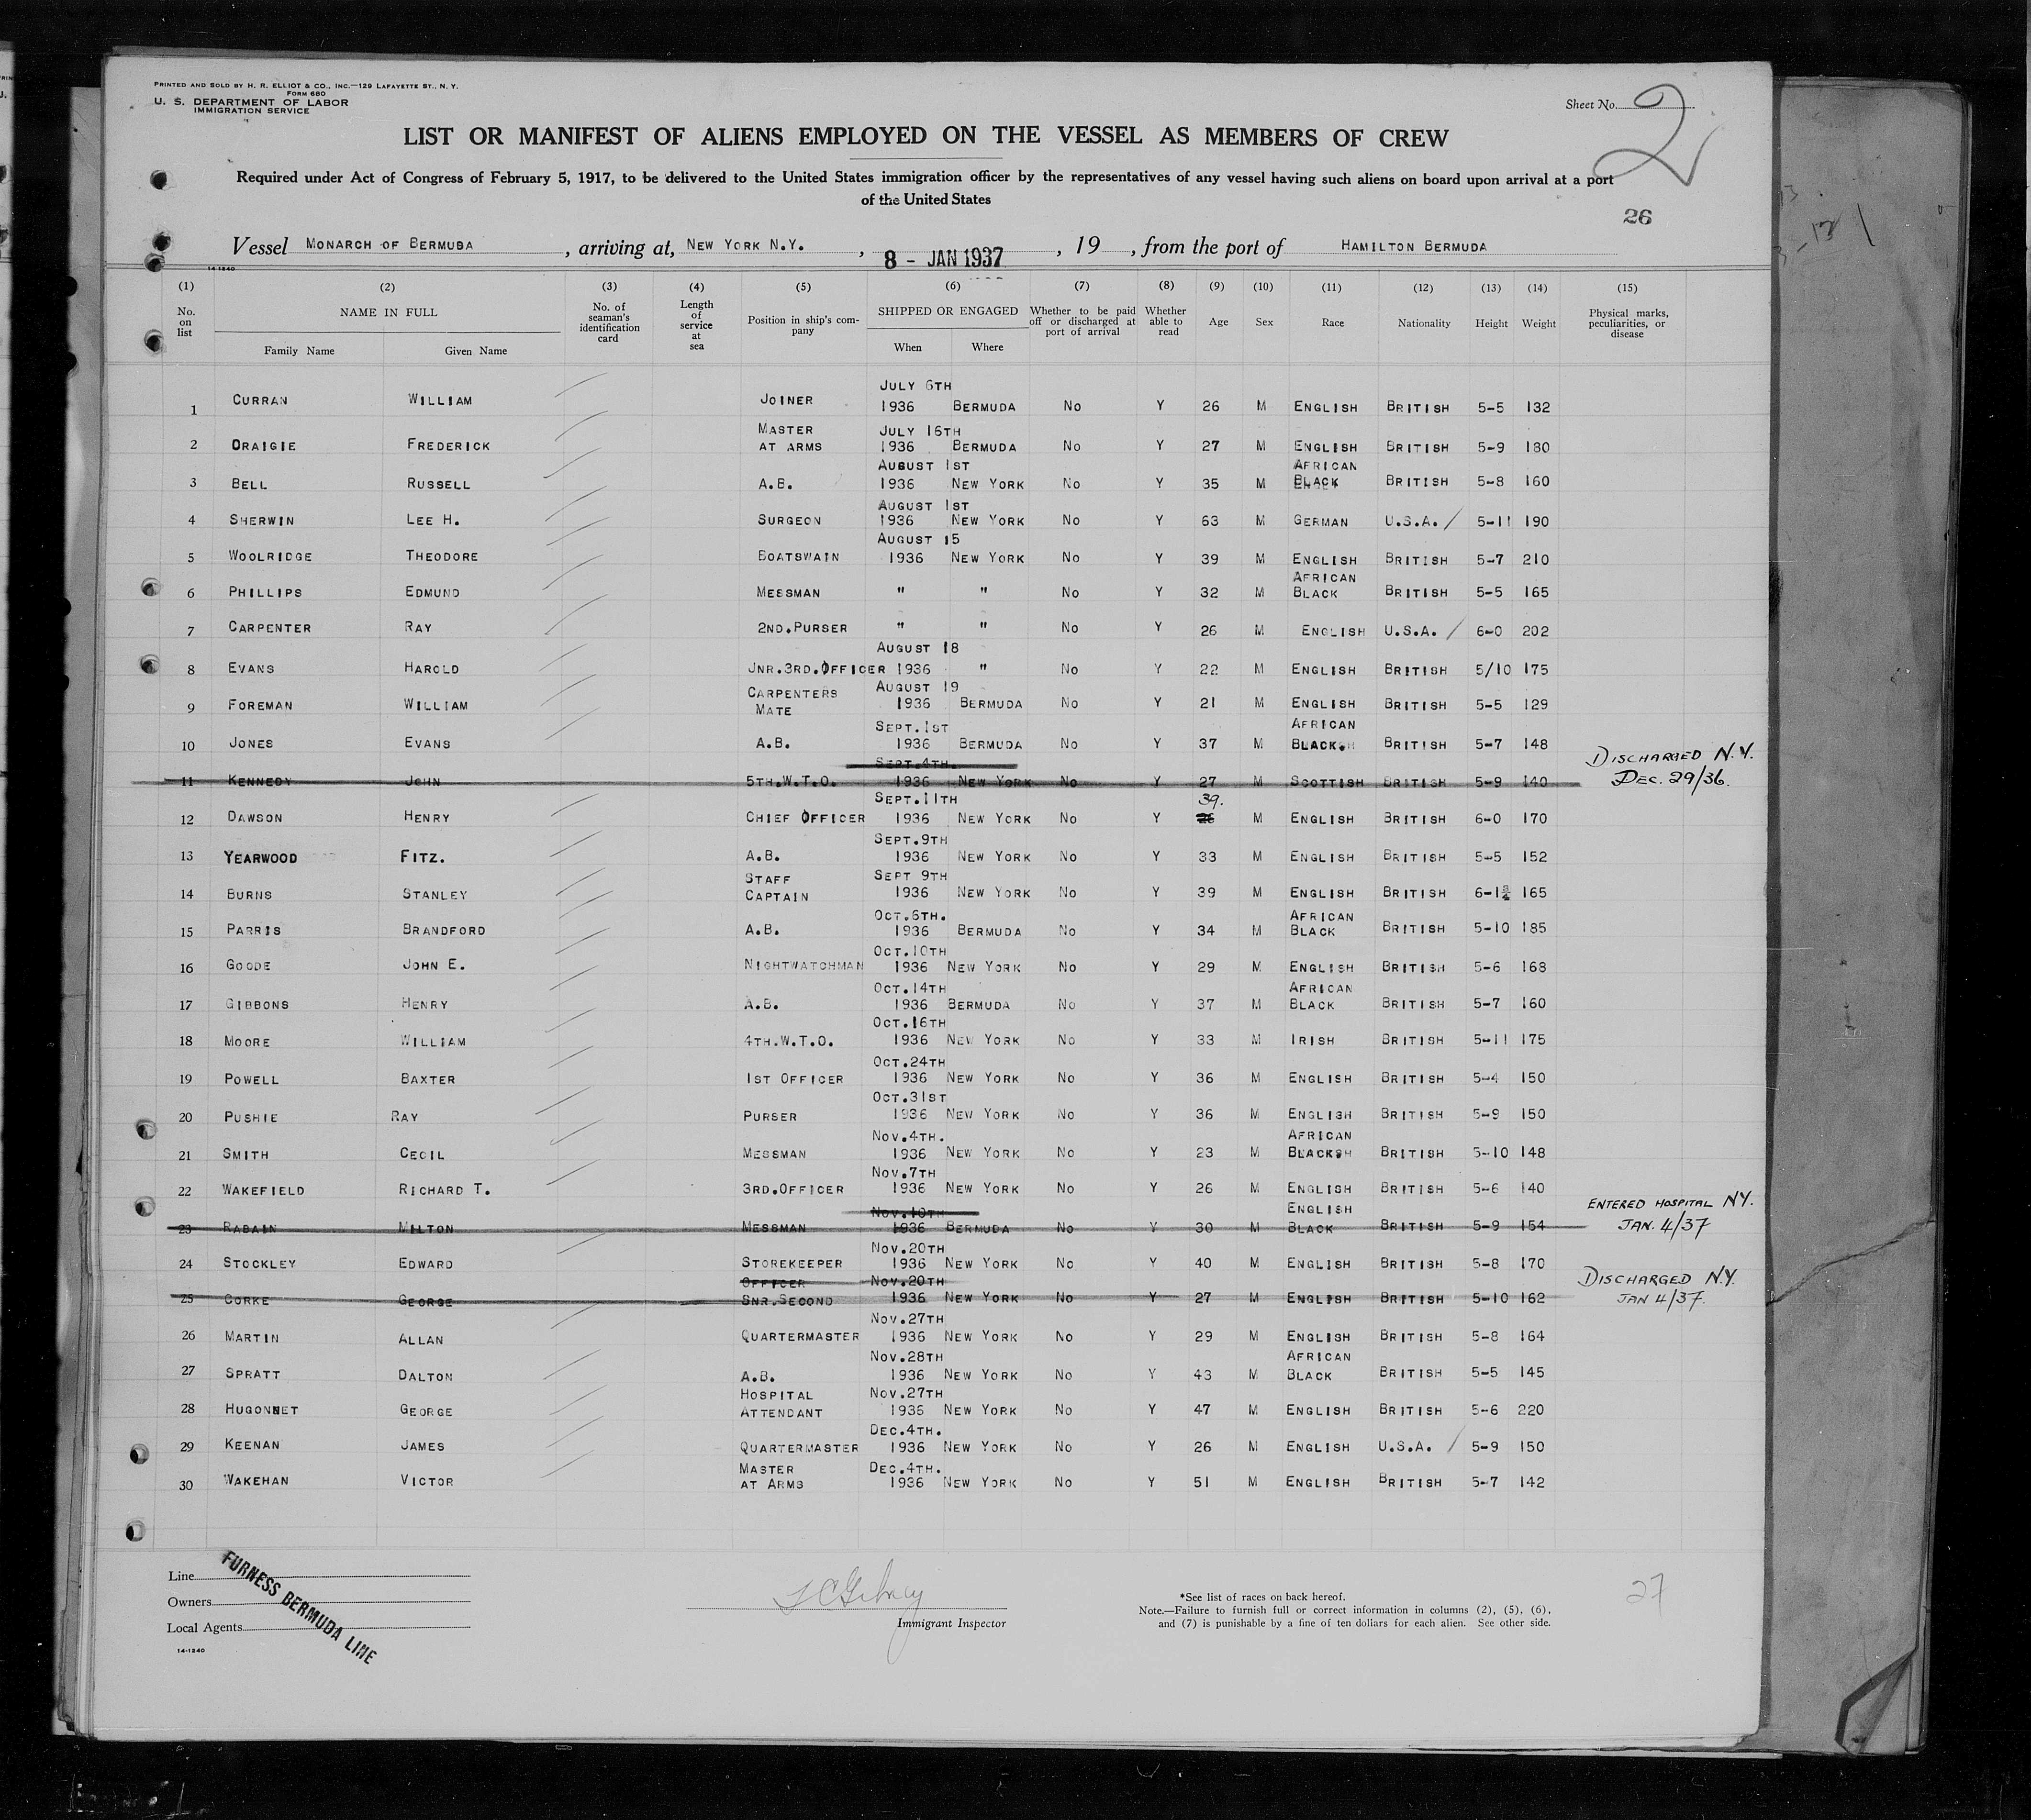 PRINTED AND SOLD BY H. R. ELLIOT & CO., INC.—129 LAFAYETTE ST., N. Y.
FORM 680
U. S. DEPARTMENT OF LABOR
IMMIGRATION SERVICE
Sheet No. 2
2
LIST OR MANIFEST OF ALIENS EMPLOYED ON THE VESSEL AS MEMBERS OF CREW
Required under Act of Congress of February 5, 1917, to be delivered to the United States immigration officer by the representatives of any vessel having such aliens on board upon arrival at a port
of the United States
26
Vessel MONARCH OF BERMUDA, arriving at, NEW YORK N.Y., 8 - JAN 1937, 19, from the port of HAMILTON BERMUDA
14-1240
(1) (2) (3) (4) (5) (6) (7) (8) (9) (10) (11) (12) (13) (14) (15)
No. on list NAME IN FULL Family Name Given Name No. of seaman's identification card Length of service at sea Position in ship's company SHIPPED OR ENGAGED When Where Whether to be paid off or discharged at port of arrival Whether able to read Age Sex Race Nationality Height Weight Physical marks, peculiarities, or disease
1 CURRAN WILLIAM JOINER JULY 6TH 1936 BERMUDA NO Y 26 M ENGLISH BRITISH 5-5 132
2 ORAIGIE FREDERICK MASTER AT ARMS JULY 16TH 1936 BERMUDA NO Y 27 M ENGLISH BRITISH 5-9 180
3 BELL RUSSELL A.B. AUGUST 1ST 1936 NEW YORK NO Y 35 M AFRICAN BLACK BRITISH 5-8 160
4 SHERWIN LEE H. SURGEON AUGUST 1ST 1936 NEW YORK NO Y 63 M GERMAN U.S.A. / 5-11 190
5 WOOLRIDGE THEODORE BOATSWAIN AUGUST 15 1936 NEW YORK NO Y 39 M ENGLISH BRITISH 5-7 210
6 PHILLIPS EDMUND MESSMAN " " NO Y 32 M AFRICAN BLACK BRITISH 5-5 165
7 CARPENTER RAY 2ND.PURSER " " NO Y 26 M ENGLISH U.S.A. / 6-0 202
8 EVANS HAROLD JNR.3RD.OFFICER AUGUST 18 1936 " NO Y 22 M ENGLISH BRITISH 5/10 175
9 FOREMAN WILLIAM CARPENTERS MATE AUGUST 19 1936 BERMUDA NO Y 21 M ENGLISH BRITISH 5-5 129
10 JONES EVANS A.B. SEPT.1ST 1936 BERMUDA NO Y 37 M AFRICAN BLACK BRITISH 5-7 148
11 KENNEDY JOHN 5TH.W.T.O. SEPT.4TH. 1936 NEW YORK NO Y 27 M SCOTTISH BRITISH 5-9 140 DISCHARGED N.Y. DEC. 29/36.
12 DAWSON HENRY CHIEF OFFICER SEPT.11TH 1936 NEW YORK NO Y 39. 26 M ENGLISH BRITISH 6-0 170
13 YEARWOOD FITZ. A.B. SEPT.9TH 1936 NEW YORK NO Y 33 M ENGLISH BRITISH 5-5 152
14 BURNS STANLEY STAFF CAPTAIN SEPT 9TH 1936 NEW YORK NO Y 39 M ENGLISH BRITISH 6-1 165
15 PARRIS BRANDFORD A.B. OCT.6TH. 1936 BERMUDA NO Y 34 M AFRICAN BLACK BRITISH 5-10 185
16 GOODE JOHN E. NIGHTWATCHMAN OCT.10TH 1936 NEW YORK NO Y 29 M ENGLISH BRITISH 5-6 168
17 GIBBONS HENRY A.B. OCT.14TH 1936 BERMUDA NO Y 37 M AFRICAN BLACK BRITISH 5-7 160
18 MOORE WILLIAM 4TH.W.T.O. OCT.16TH 1936 NEW YORK NO Y 33 M IRISH BRITISH 5-11 175
19 POWELL BAXTER 1ST OFFICER OCT.24TH 1936 NEW YORK NO Y 36 M ENGLISH BRITISH 5-4 150
20 PUSHIE RAY PURSER OCT.31ST 1936 NEW YORK NO Y 36 M ENGLISH BRITISH 5-9 150
21 SMITH CECIL MESSMAN NOV.4TH. 1936 NEW YORK NO Y 23 M AFRICAN BLACK BRITISH 5-10 148
22 WAKEFIELD RICHARD T. 3RD.OFFICER NOV.7TH 1936 NEW YORK NO Y 26 M ENGLISH BRITISH 5-6 140
23 RABAIN MILTON MESSMAN NOV.10TH 1936 BERMUDA NO Y 30 M ENGLISH BLACK BRITISH 5-9 154 ENTERED HOSPITAL NY. JAN. 4/37
24 STOCKLEY EDWARD STOREKEEPER NOV.20TH 1936 NEW YORK NO Y 40 M ENGLISH BRITISH 5-8 170
25 CORKE GEORGE OFFICER SNR.SECOND NOV.20TH 1936 NEW YORK NO Y 27 M ENGLISH BRITISH 5-10 162 DISCHARGED N.Y. JAN 4/37.
26 MARTIN ALLAN QUARTERMASTER NOV.27TH 1936 NEW YORK NO Y 29 M ENGLISH BRITISH 5-8 164
27 SPRATT DALTON A.B. NOV.28TH 1936 NEW YORK NO Y 43 M AFRICAN BLACK BRITISH 5-5 145
28 HUGONNET GEORGE HOSPITAL ATTENDANT NOV.27TH 1936 NEW YORK NO Y 47 M ENGLISH BRITISH 5-6 220
29 KEENAN JAMES QUARTERMASTER DEC.4TH. 1936 NEW YORK NO Y 26 M ENGLISH U.S.A. / 5-9 150
30 WAKEHAN VICTOR MASTER AT ARMS DEC.4TH. 1936 NEW YORK NO Y 51 M ENGLISH BRITISH 5-7 142
Line
Owners
Local Agents
FURNESS BERMUDA LINE
14-1240
Immigrant Inspector
*See list of races on back hereof.
Note.—Failure to furnish full or correct information in columns (2), (5), (6),
and (7) is punishable by a fine of ten dollars for each alien. See other side.
27